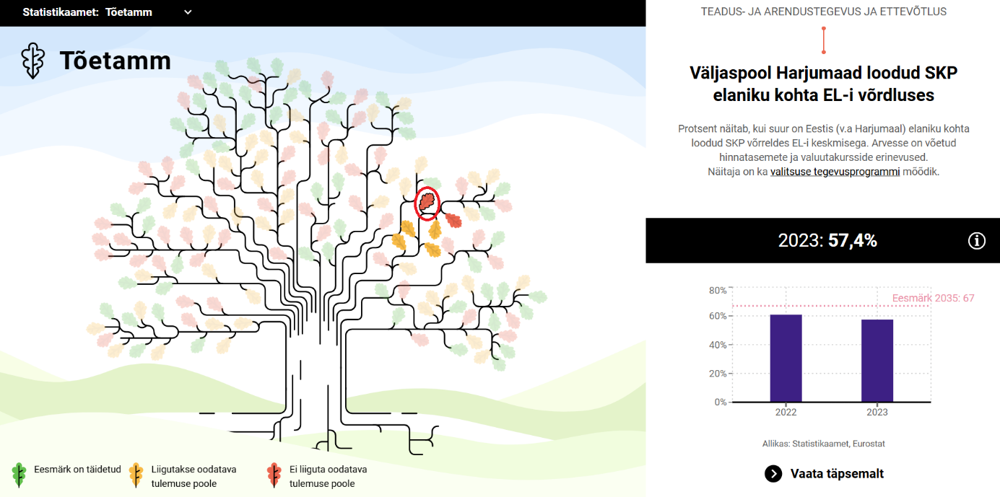 Statistikaamet: Tõetamm
Tõetamm
Eesmärk on täidetud
Liigutakse oodatava
tulemuse poole
Ei liiguta oodatava
tulemuse poole
TEADUS- JA ARENDUSTEGEVUS JA ETTEVÕTLUS
Väljaspool Harjumaad loodud SKP
elaniku kohta EL-i võrdluses
Protsent näitab, kui suur on Eestis (v.a Harjumaal) elaniku kohta
loodud SKP võrreldes EL-i keskmisega. Arvesse on võetud
hinnatasemete ja valuutakursside erinevused.
Näitaja on ka valitsuse tegevusprogrammi mõõdik.
2023: 57,4%
80%
Eesmärk 2035: 67
60%
40%
20%
0%
2022 2023
Allikas: Statistikaamet, Eurostat
Vaata täpsemalt